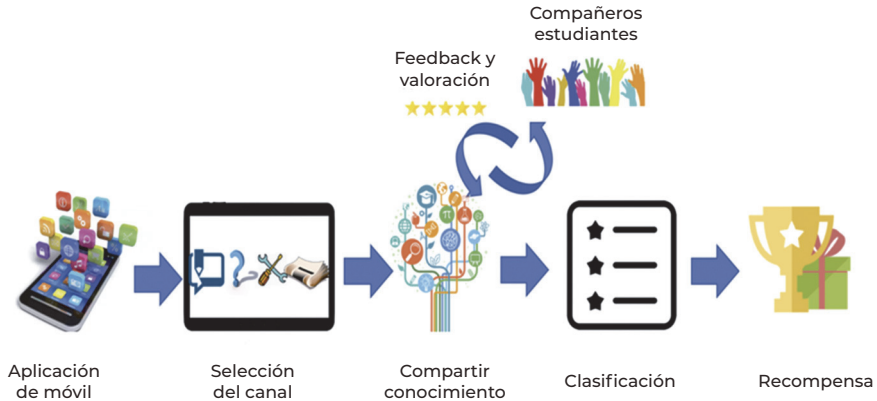 Compañeros
estudiantes
Feedback y
valoración
Aplicación
de móvil
Selección
del canal
Compartir
conocimiento
Clasificación
Recompensa